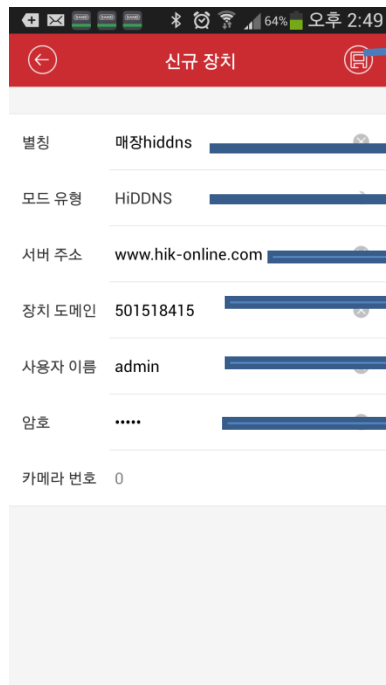 64% 오후 2:49
신규 장치
별칭 매장hiddns
모드 유형 HiDDNS
서버 주소 www.hik-online.com
장치 도메인 501518415
사용자 이름 admin
암호 •••••
카메라 번호 0